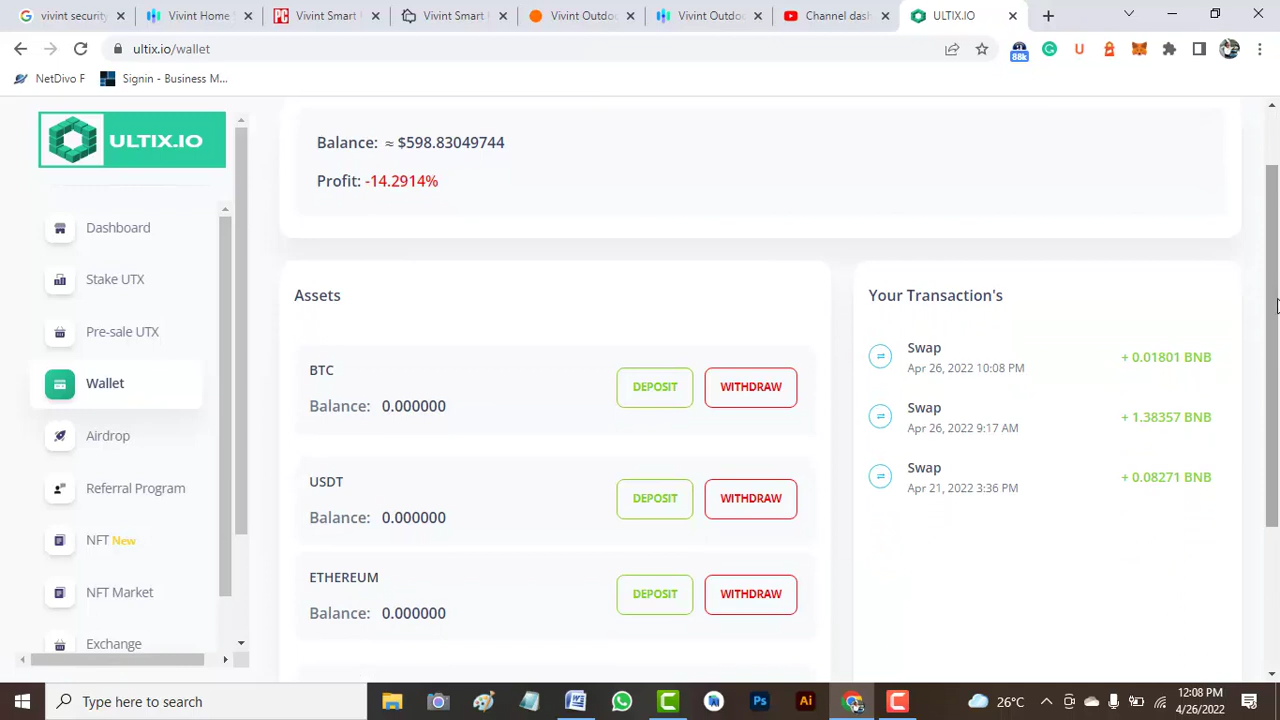 vivint security
Vivint Home
Vivint Smart
Vivint Smart
Vivint Outdo
Vivint Outdo
Channel dash
ULTIX.IO
ultix.io/wallet
88k
NetDivo F
Signin - Business M...
ULTIX.IO
Dashboard
Stake UTX
Pre-sale UTX
Wallet
Airdrop
Referral Program
NFT New
NFT Market
Exchange
Balance: ≈ $598.83049744
Profit: -14.2914%
Assets
BTC
Balance: 0.000000
DEPOSIT
WITHDRAW
USDT
Balance: 0.000000
DEPOSIT
WITHDRAW
ETHEREUM
Balance: 0.000000
DEPOSIT
WITHDRAW
Your Transaction's
Swap
Apr 26, 2022 10:08 PM
+ 0.01801 BNB
Swap
Apr 26, 2022 9:17 AM
+ 1.38357 BNB
Swap
Apr 21, 2022 3:36 PM
+ 0.08271 BNB
Type here to search
26°C
12:08 PM
4/26/2022